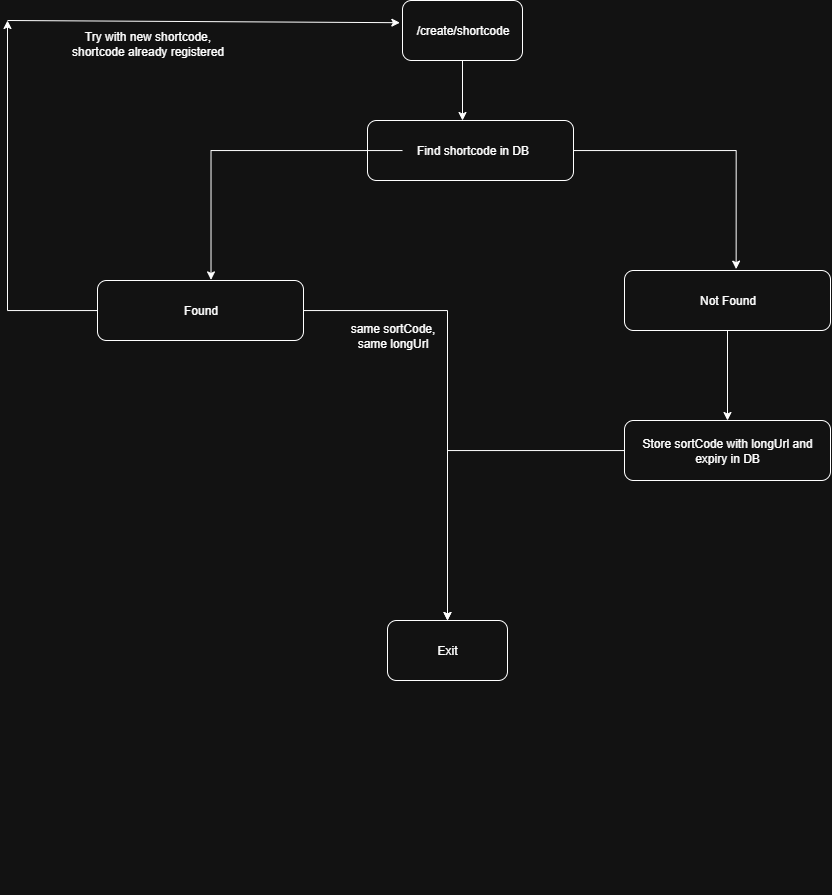 /create/shortcode
Try with new shortcode,
shortcode already registered
Find shortcode in DB
Found
Not Found
same sortCode,
same longUrl
Store sortCode with longUrl and
expiry in DB
Exit